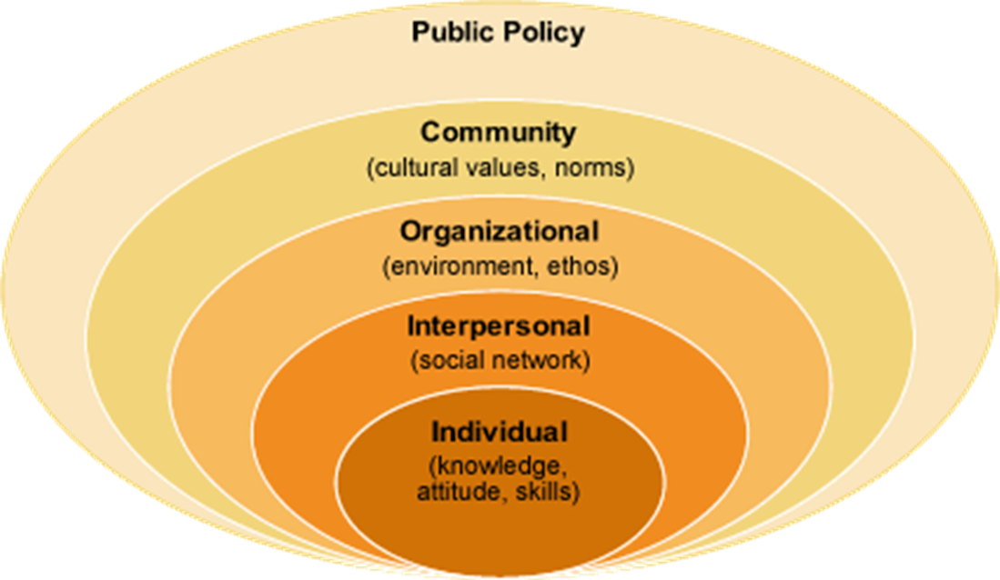 Public Policy
Community
(cultural values, norms)
Organizational
(environment, ethos)
Interpersonal
(social network)
Individual
(knowledge,
attitude, skills)